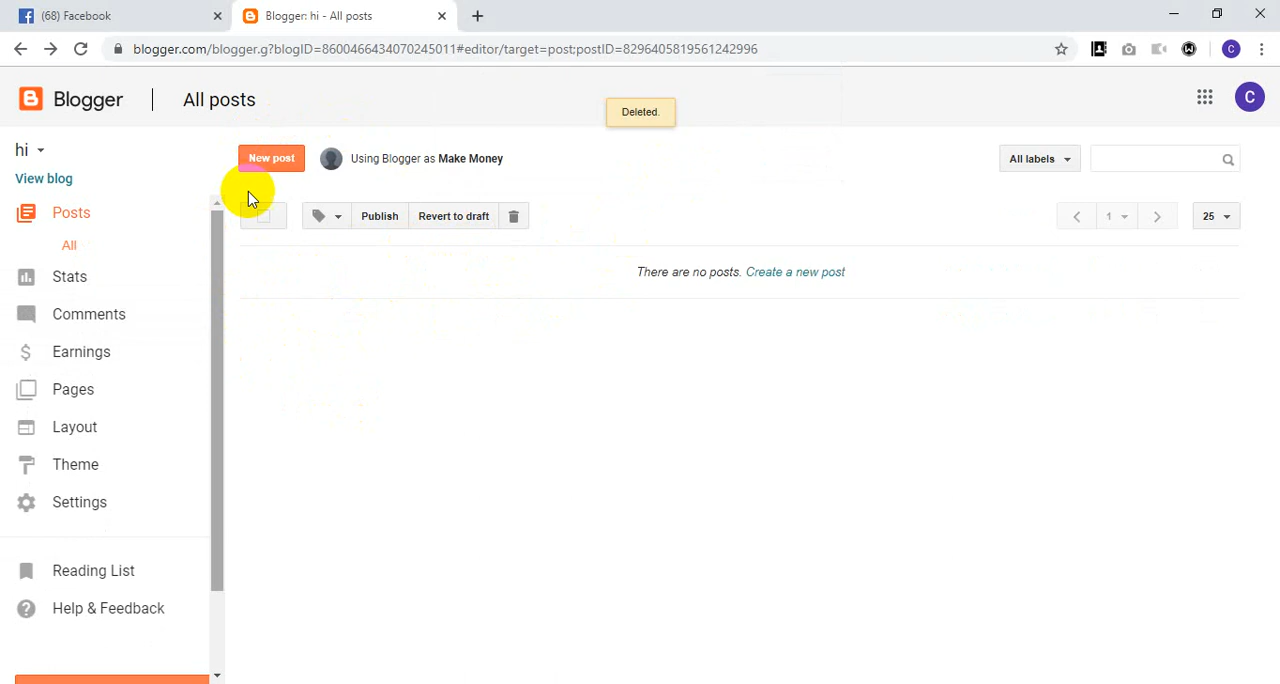 (68) Facebook
Blogger: hi - All posts
blogger.com/blogger.g?blogID=8600466434070245011#editor/target=post;postID=8296405819561242996
C
Blogger
All posts
Deleted.
C
hi
View blog
New post
Using Blogger as Make Money
All labels
Posts
All
Publish
Revert to draft
1
25
There are no posts. Create a new post
Stats
Comments
Earnings
Pages
Layout
Theme
Settings
Reading List
Help & Feedback